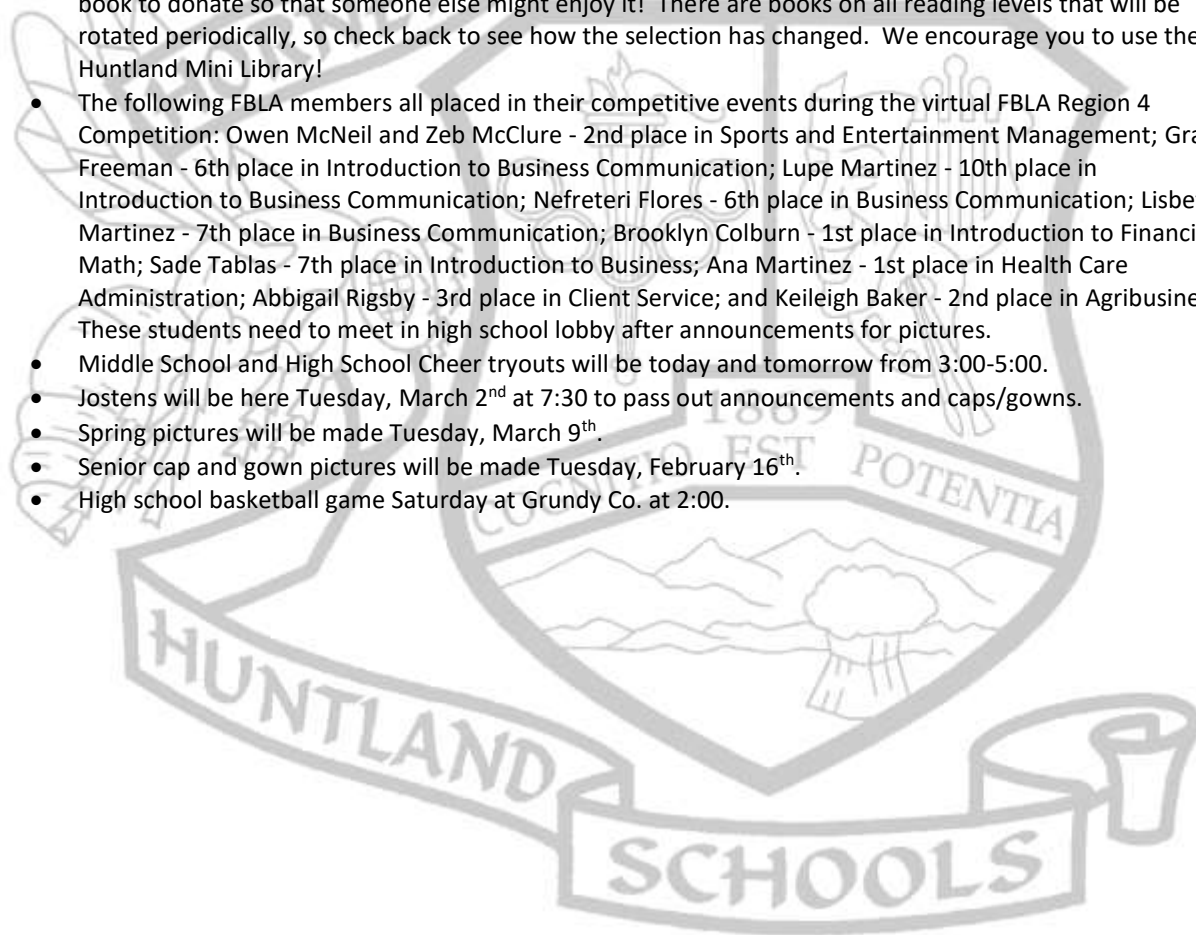 book to donate so that someone else might enjoy it! There are books on all reading levels that will be
rotated periodically, so check back to see how the selection has changed. We encourage you to use the
Huntland Mini Library!
• The following FBLA members all placed in their competitive events during the virtual FBLA Region 4
Competition: Owen McNeil and Zeb McClure - 2nd place in Sports and Entertainment Management; Gra
Freeman - 6th place in Introduction to Business Communication; Lupe Martinez - 10th place in
Introduction to Business Communication; Nefreteri Flores - 6th place in Business Communication; Lisbe
Martinez - 7th place in Business Communication; Brooklyn Colburn - 1st place in Introduction to Financi
Math; Sade Tablas - 7th place in Introduction to Business; Ana Martinez - 1st place in Health Care
Administration; Abbigail Rigsby - 3rd place in Client Service; and Keileigh Baker - 2nd place in Agribusine
These students need to meet in high school lobby after announcements for pictures.
• Middle School and High School Cheer tryouts will be today and tomorrow from 3:00-5:00.
• Jostens will be here Tuesday, March 2nd at 7:30 to pass out announcements and caps/gowns.
• Spring pictures will be made Tuesday, March 9th.
• Senior cap and gown pictures will be made Tuesday, February 16th.
• High school basketball game Saturday at Grundy Co. at 2:00.
1889
COGNITIO EST POTENTIA
HUNTLAND
SCHOOLS